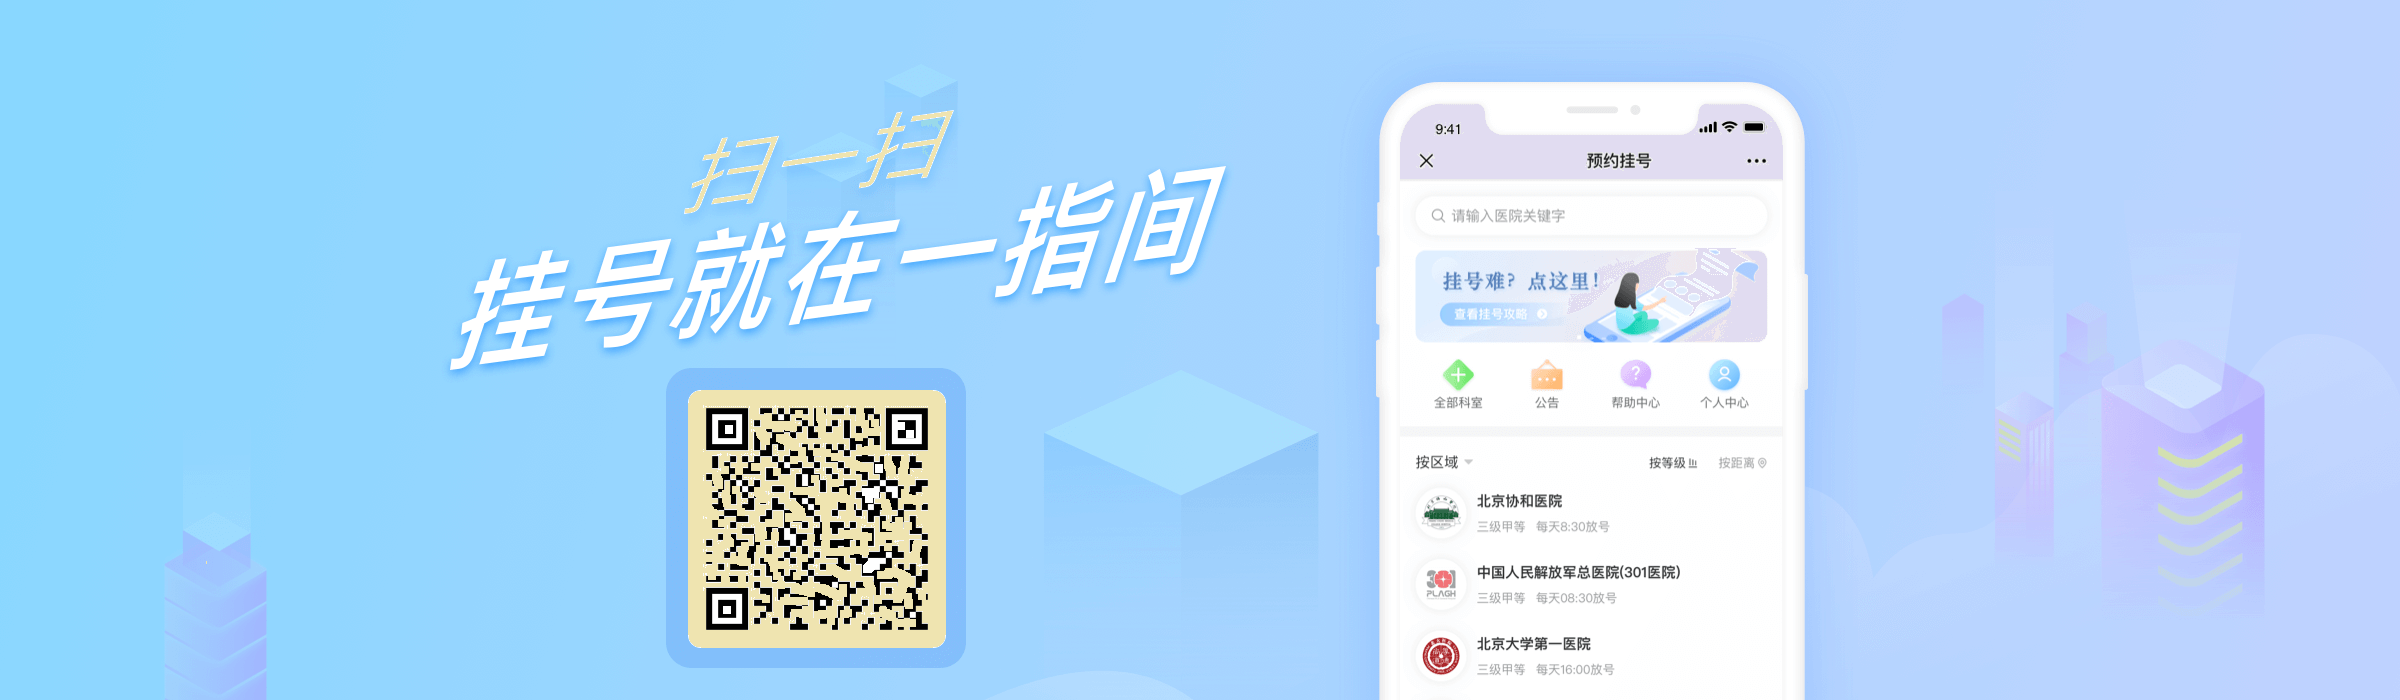 扫一扫
挂号就在一指间
9:41
预约挂号
请输入医院关键字
挂号难？点这里！
查看挂号攻略
全部科室 公告 帮助中心 个人中心
按区域 按等级 按距离
北京协和医院
三级甲等 每天8:30放号
中国人民解放军总医院(301医院)
三级甲等 每天08:30放号
PLAGH
北京大学第一医院
三级甲等 每天16:00放号